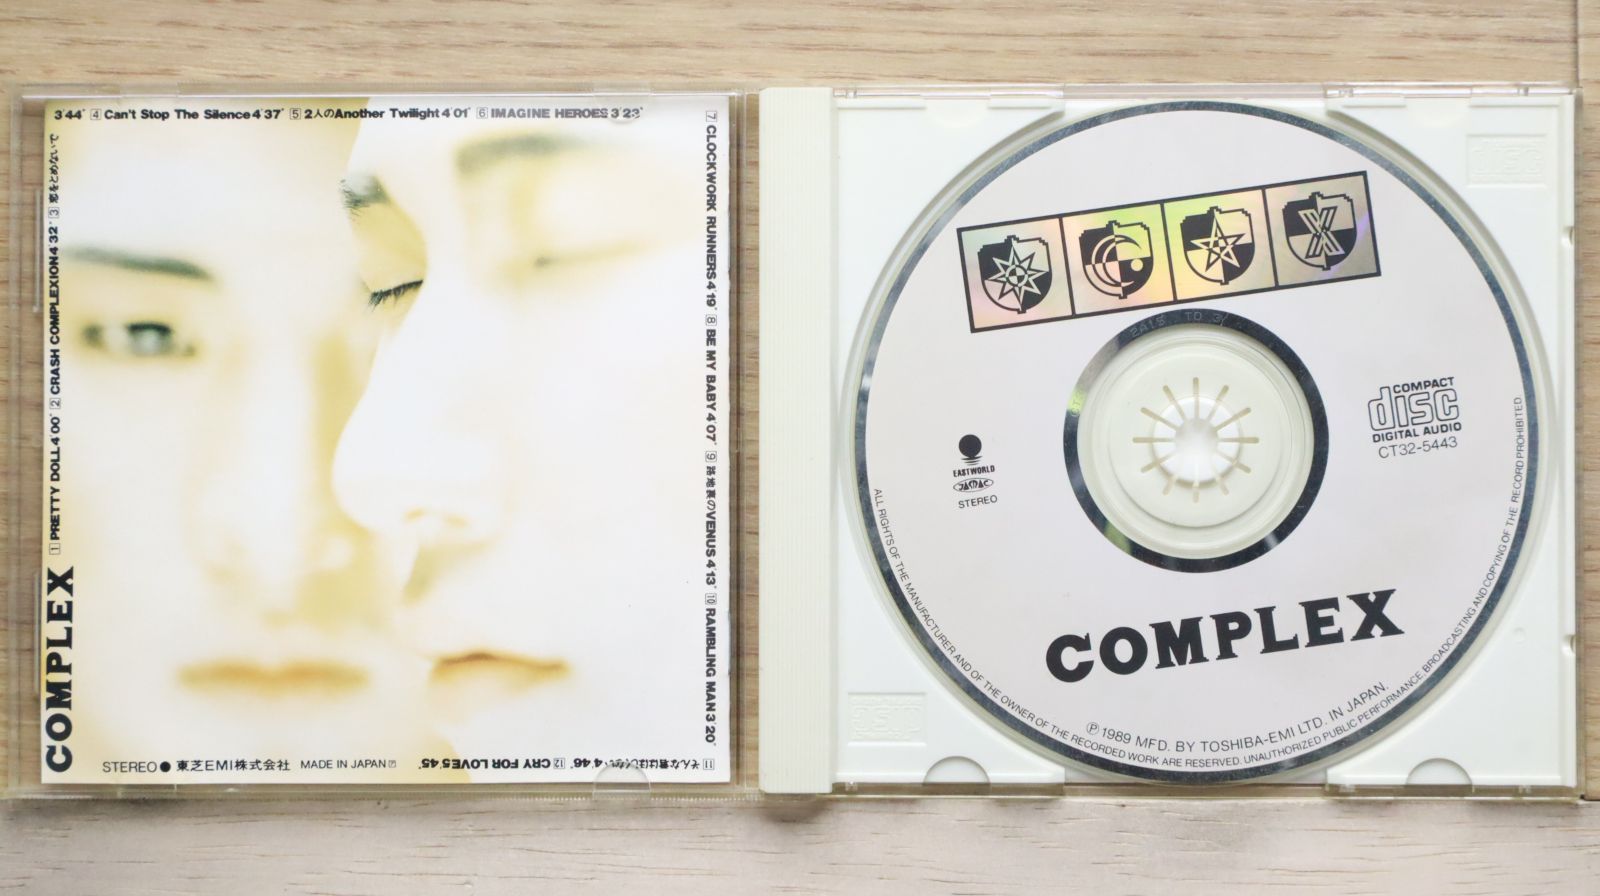 COMPLEX
1 PRETTY DOLL 4'00" 2 CRASH COMPLEXION 4'32" 3 恋をとめないで
3'44" 4 Can't Stop The Silence 4'37" 5 2人のAnother Twilight 4'01" 6 IMAGINE HEROES 3'23"
7 CLOCKWORK RUNNERS 4'19" 8 BE MY BABY 4'07" 9 路地裏のVENUS 4'13" 10 RAMBLING MAN 3'20"
11 そんな君はほしくない 4'46" 12 CRY FOR LOVE 5'45"
STEREO● 東芝EMI株式会社 MADE IN JAPAN
COMPACT
disc
DIGITAL AUDIO
CT32-5443
EASTWORLD
STEREO
COMPLEX
Ⓟ 1989 MFD. BY TOSHIBA-EMI LTD. IN JAPAN.
ALL RIGHTS OF THE MANUFACTURER AND OF THE OWNER OF THE RECORDED WORK ARE RESERVED. UNAUTHORIZED PUBLIC PERFORMANCE, BROADCASTING AND COPYING OF THE RECORD PROHIBITED.